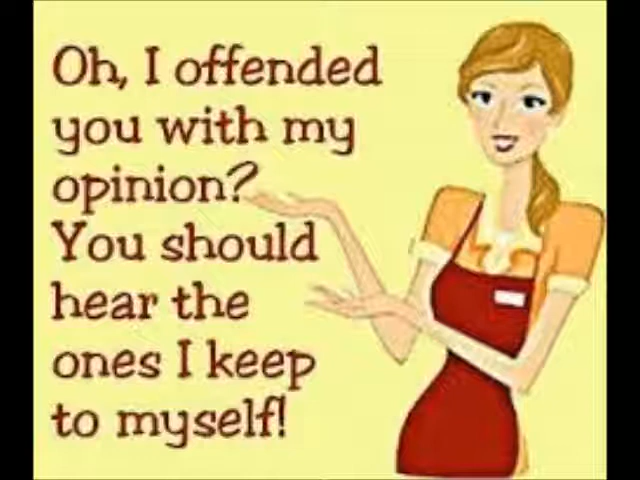 Oh, I offended
you with my
opinion?
You should
hear the
ones I keep
to myself!